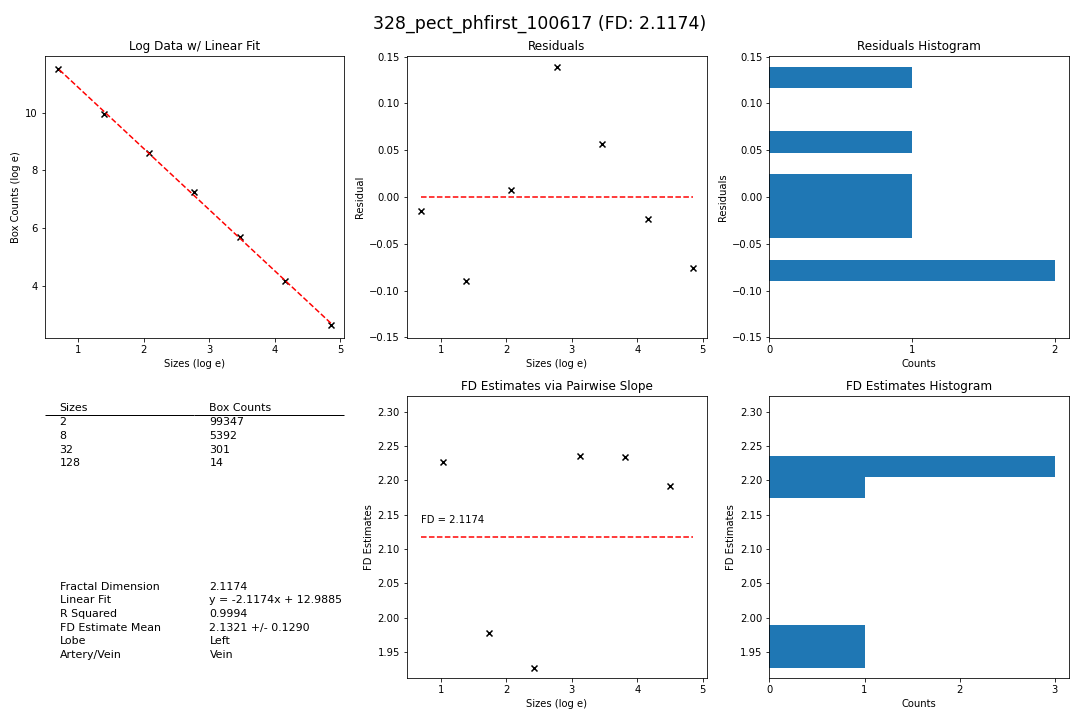 328_pect_phfirst_100617 (FD: 2.1174)
Log Data w/ Linear Fit
10
8
6
4
Box Counts (log e)
1 2 3 4 5
Sizes (log e)
Residuals
0.15
0.10
0.05
0.00
−0.05
−0.10
−0.15
Residual
1 2 3 4 5
Sizes (log e)
Residuals Histogram
0.15
0.10
0.05
0.00
−0.05
−0.10
−0.15
Residuals
0 1 2
Counts
Sizes Box Counts
2 99347
8 5392
32 301
128 14
Fractal Dimension 2.1174
Linear Fit y = -2.1174x + 12.9885
R Squared 0.9994
FD Estimate Mean 2.1321 +/- 0.1290
Lobe Left
Artery/Vein Vein
FD Estimates via Pairwise Slope
2.30
2.25
2.20
2.15
2.10
2.05
2.00
1.95
FD Estimates
FD = 2.1174
1 2 3 4 5
Sizes (log e)
FD Estimates Histogram
2.30
2.25
2.20
2.15
2.10
2.05
2.00
1.95
FD Estimates
0 1 2 3
Counts